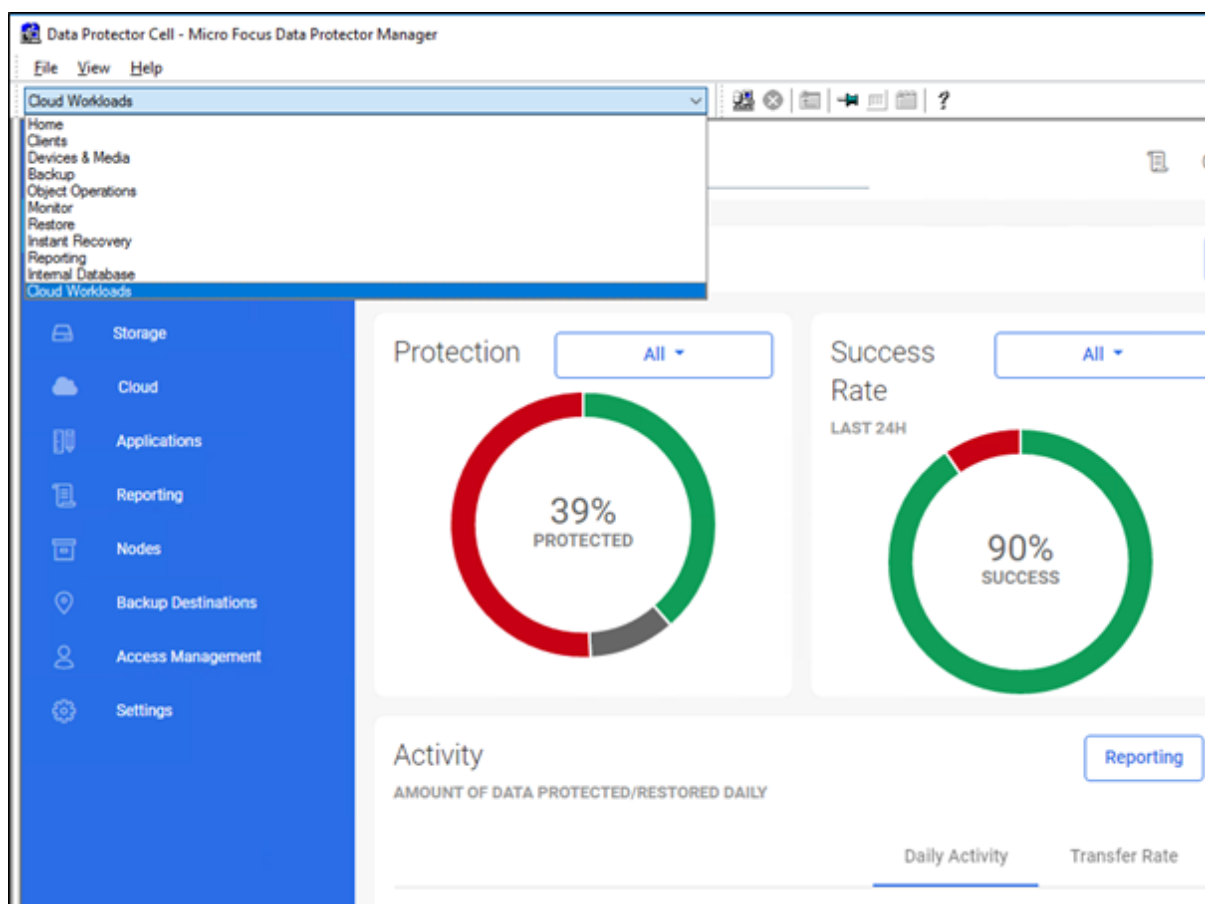 Data Protector Cell - Micro Focus Data Protector Manager
File View Help
Cloud Workloads
Home
Clients
Devices & Media
Backup
Object Operations
Monitor
Restore
Instant Recovery
Reporting
Internal Database
Cloud Workloads
Storage
Cloud
Applications
Reporting
Nodes
Backup Destinations
Access Management
Settings
Protection
All
39%
PROTECTED
Success
Rate
LAST 24H
All
90%
SUCCESS
Activity
AMOUNT OF DATA PROTECTED/RESTORED DAILY
Reporting
Daily Activity Transfer Rate